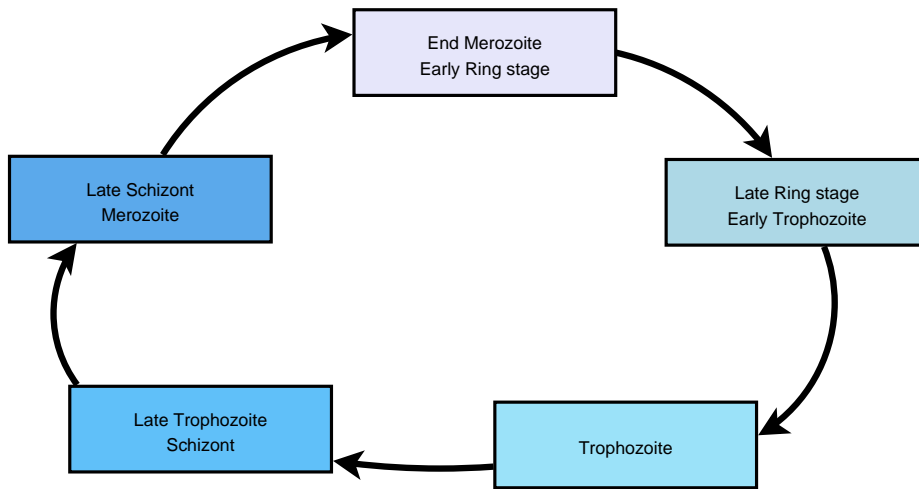 End Merozoite
Early Ring stage
Late Ring stage
Early Trophozoite
Trophozoite
Late Trophozoite
Schizont
Late Schizont
Merozoite